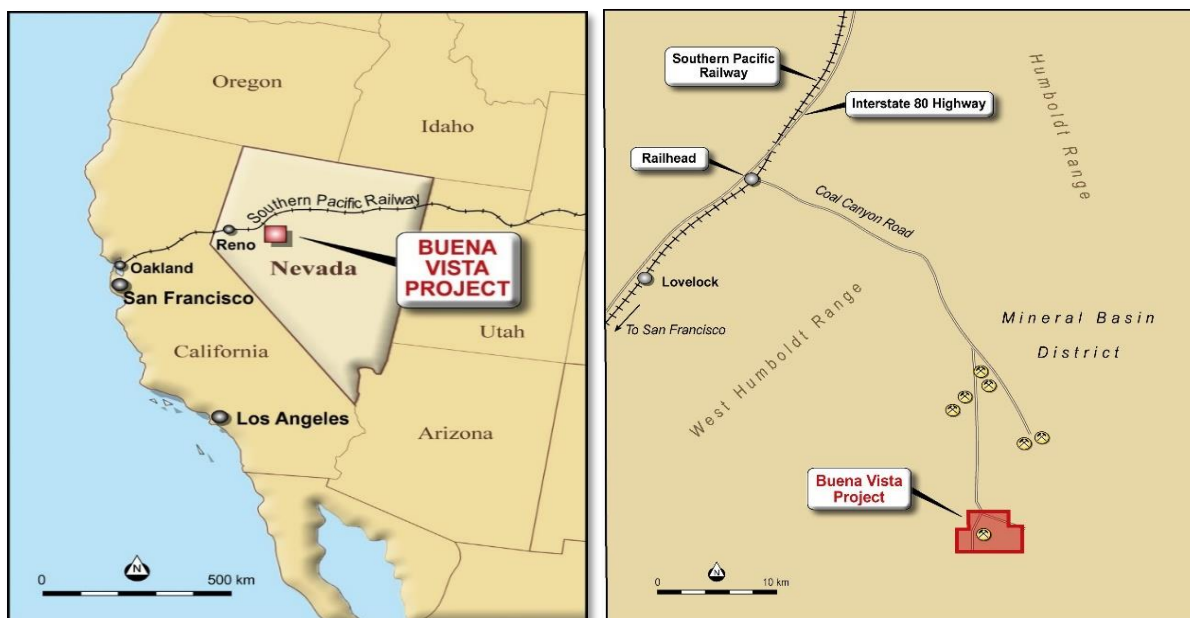 Oregon
Idaho
Southern Pacific Railway
Reno
BUENA
VISTA
PROJECT
Nevada
Oakland
San Francisco
Utah
California
Los Angeles
Arizona
N
0
500 km
Southern Pacific
Railway
Interstate 80 Highway
Humboldt Range
Railhead
Coal Canyon Road
Lovelock
To San Francisco
West Humboldt Range
Mineral Basin
District
Buena Vista
Project
N
0
10 km